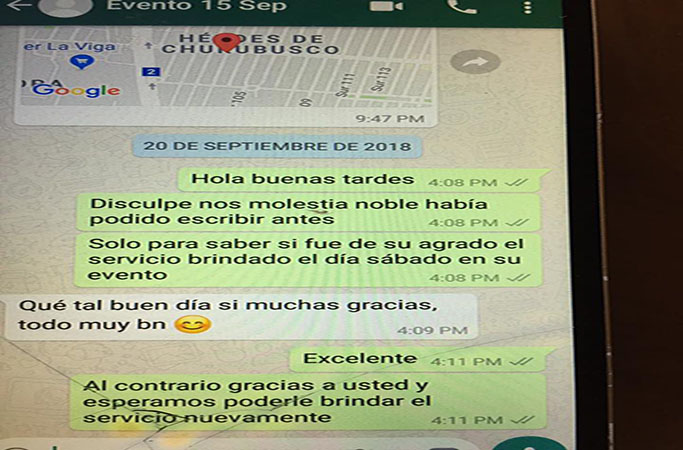 Evento 15 Sep
er La Viga
HÉROES DE
CHURUBUSCO
2
Sur 111
Sur 113
Google
9:47 PM
20 DE SEPTIEMBRE DE 2018
Hola buenas tardes 4:08 PM
Disculpe nos molestia noble había
podido escribir antes 4:08 PM
Solo para saber si fue de su agrado el
servicio brindado el día sábado en su
evento 4:08 PM
Qué tal buen día si muchas gracias,
todo muy bn 😊 4:09 PM
Excelente 4:11 PM
Al contrario gracias a usted y
esperamos poderle brindar el
servicio nuevamente 4:11 PM